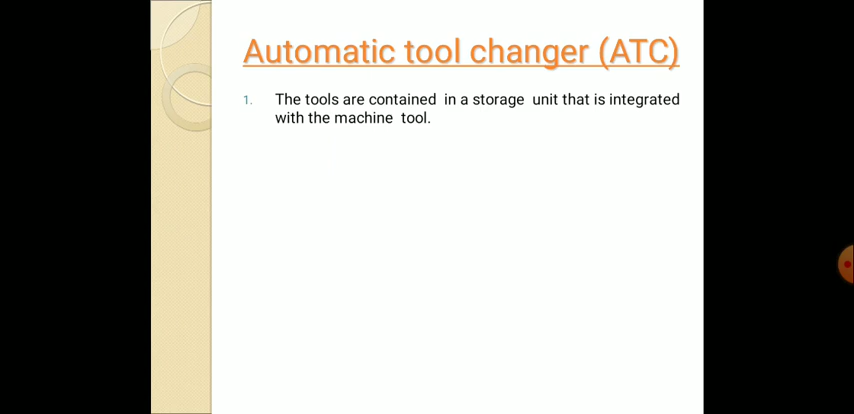 Automatic tool changer (ATC)
1. The tools are contained in a storage unit that is integrated
with the machine tool.